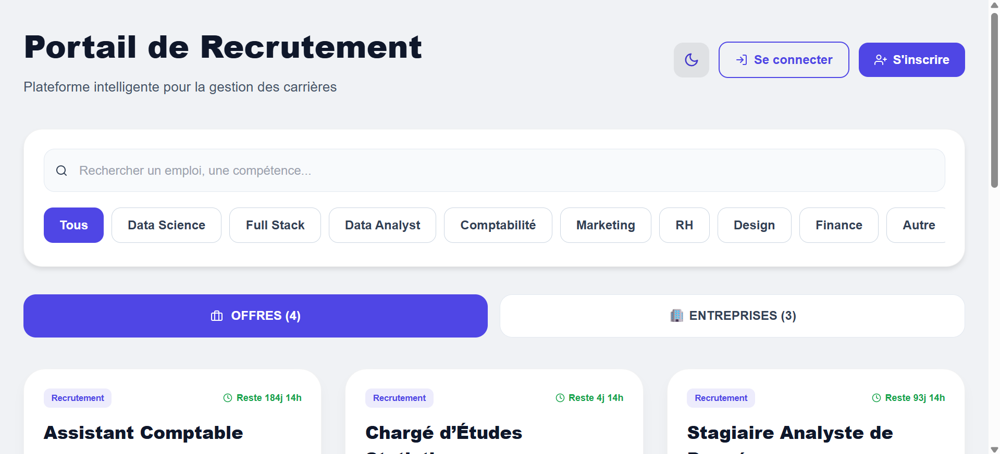 Portail de Recrutement
Plateforme intelligente pour la gestion des carrières
Se connecter
S'inscrire
Rechercher un emploi, une compétence...
Tous
Data Science
Full Stack
Data Analyst
Comptabilité
Marketing
RH
Design
Finance
Autre
OFFRES (4)
ENTREPRISES (3)
Recrutement
Reste 184j 14h
Assistant Comptable
Recrutement
Reste 4j 14h
Chargé d’Études
Recrutement
Reste 93j 14h
Stagiaire Analyste de